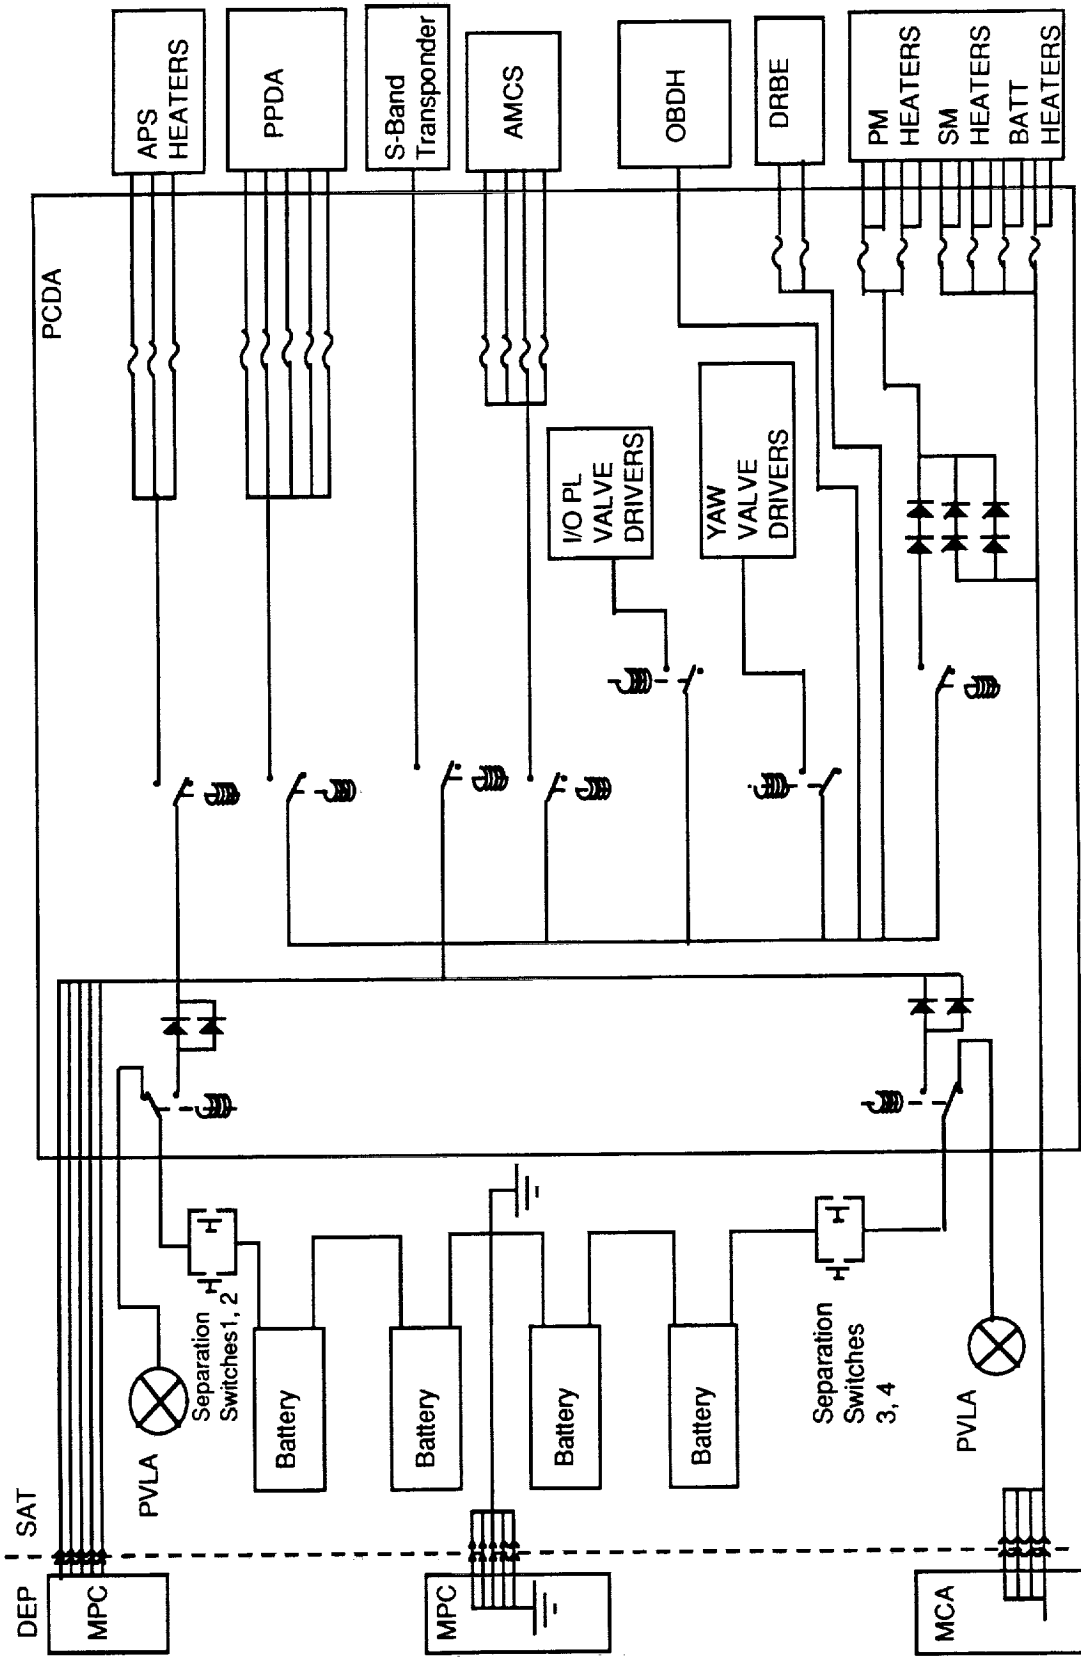 APS
HEATERS
PPDA
S-Band
Transponder
AMCS
OBDH
DRBE
PM
HEATERS
SM
HEATERS
BATT
HEATERS
PCDA
I/O PL
VALVE
DRIVERS
YAW
VALVE
DRIVERS
Separation
Switches1, 2
Battery
Battery
Battery
Battery
Separation
Switches
3, 4
PVLA
PVLA
SAT
DEP
MPC
MPC
MCA